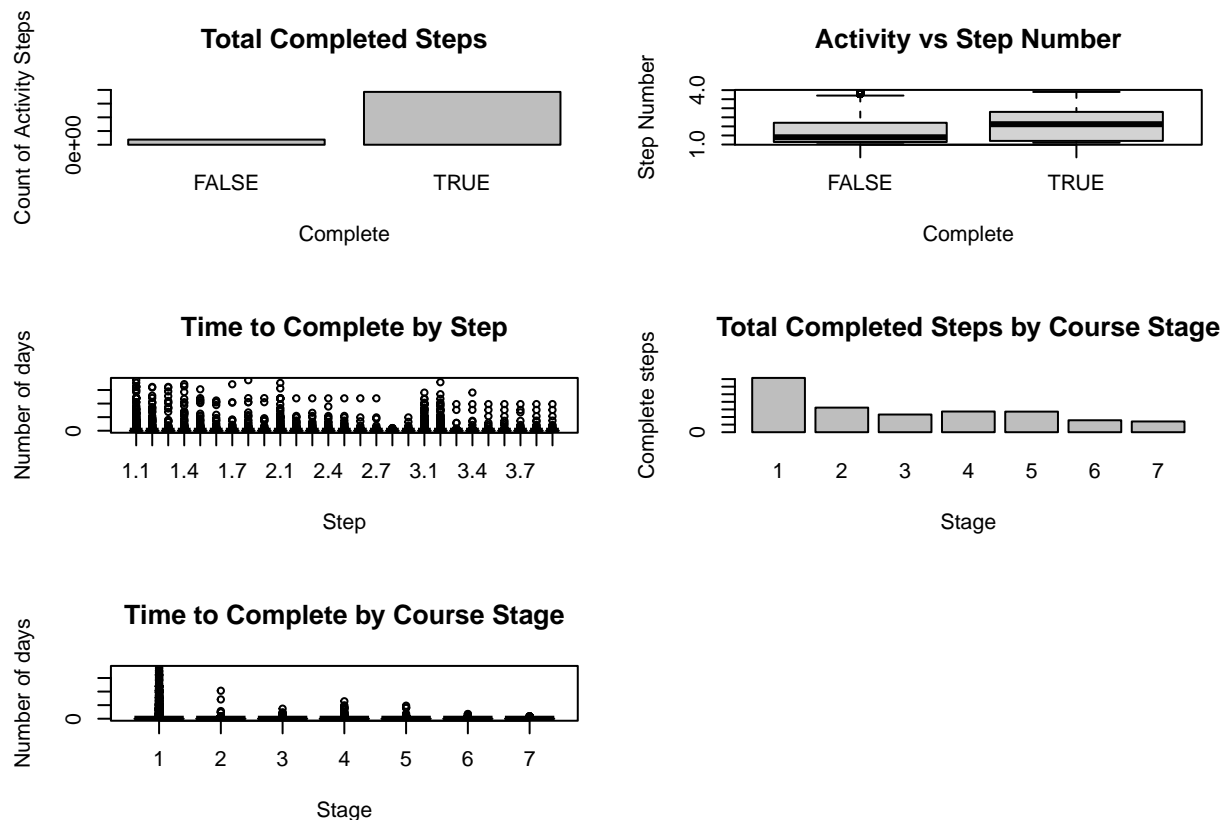 Total Completed Steps
Count of Activity Steps
0e+00
FALSE TRUE
Complete
Activity vs Step Number
Step Number
4.0
1.0
FALSE TRUE
Complete
Time to Complete by Step
Number of days
0
1.1 1.4 1.7 2.1 2.4 2.7 3.1 3.4 3.7
Step
Total Completed Steps by Course Stage
Complete steps
0
1 2 3 4 5 6 7
Stage
Time to Complete by Course Stage
Number of days
0
1 2 3 4 5 6 7
Stage